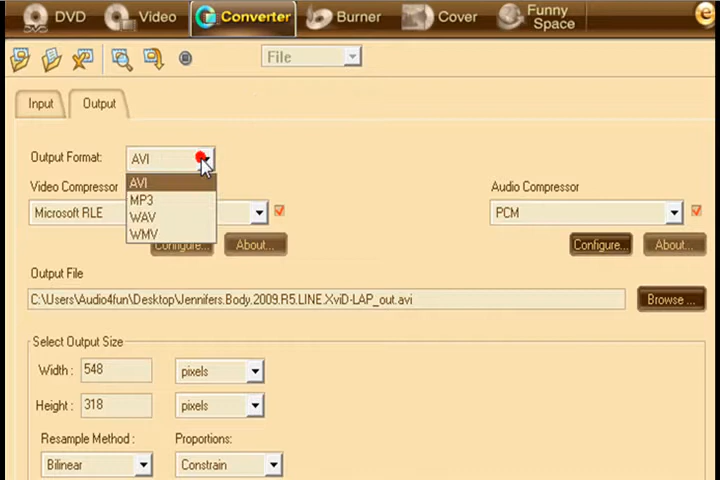 DVD Video Converter Burner Cover Funny Space
File
Input Output
Output Format: AVI
AVI
MP3
WAV
WMV
Video Compressor Audio Compressor
Microsoft RLE PCM
Configure... About... Configure... About...
Output File
C:\Users\Audio4fun\Desktop\Jennifers.Body.2009.R5.LINE.XviD-LAP_out.avi Browse ...
Select Output Size
Width : 548 pixels
Height : 318 pixels
Resample Method : Proportions:
Bilinear Constrain